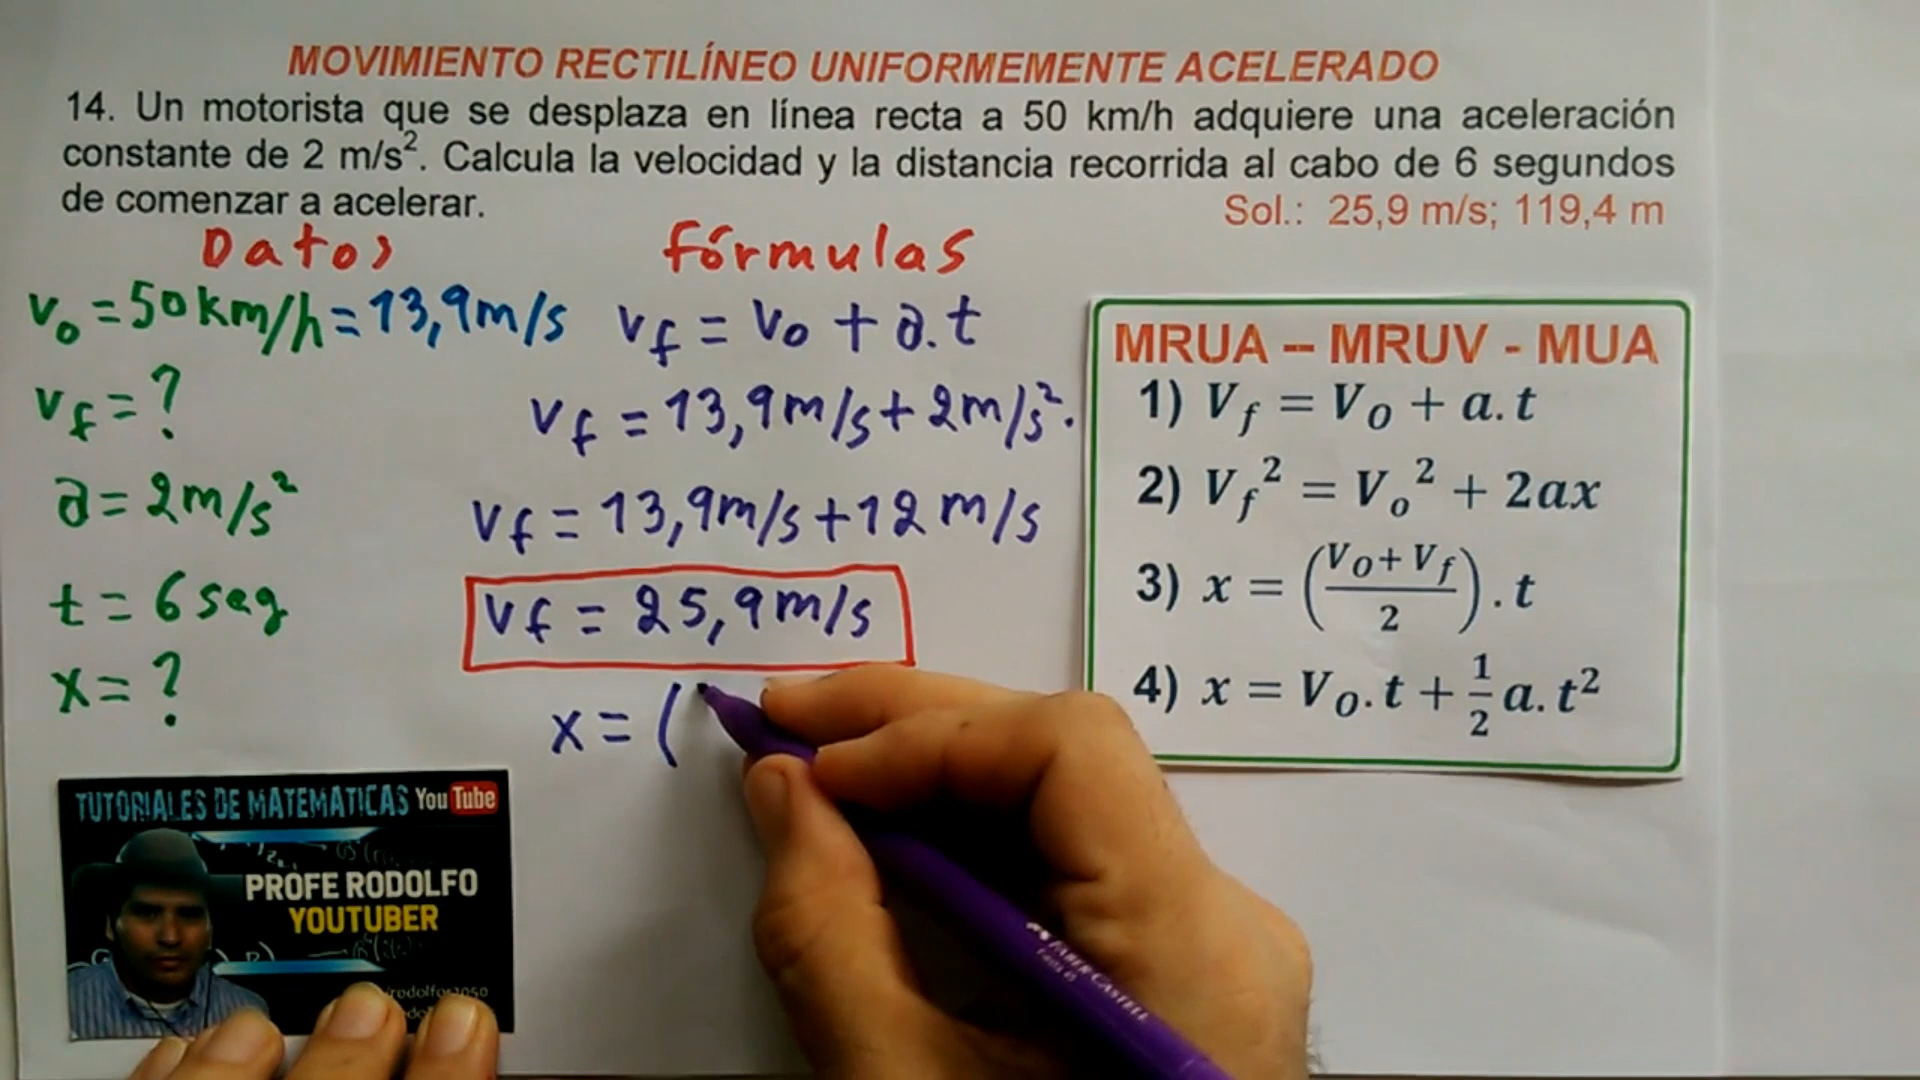 MOVIMIENTO RECTILÍNEO UNIFORMEMENTE ACELERADO
14. Un motorista que se desplaza en línea recta a 50 km/h adquiere una aceleración
constante de 2 m/s². Calcula la velocidad y la distancia recorrida al cabo de 6 segundos
de comenzar a acelerar.
Sol.: 25,9 m/s; 119,4 m
Datos
v₀ = 50 km/h = 13,9 m/s
vf = ?
a = 2 m/s²
t = 6 seg
x = ?
fórmulas
vf = v₀ + a.t
vf = 13,9 m/s + 2 m/s².
vf = 13,9 m/s + 12 m/s
vf = 25,9 m/s
x = (
MRUA – MRUV - MUA
1) Vf = Vo + a.t
2) Vf² = Vo² + 2ax
3) x = ((Vo + Vf)/2).t
4) x = Vo.t + 1/2 a.t²
TUTORIALES DE MATEMATICAS YouTube
PROFE RODOLFO
YOUTUBER
FABER-CASTELL